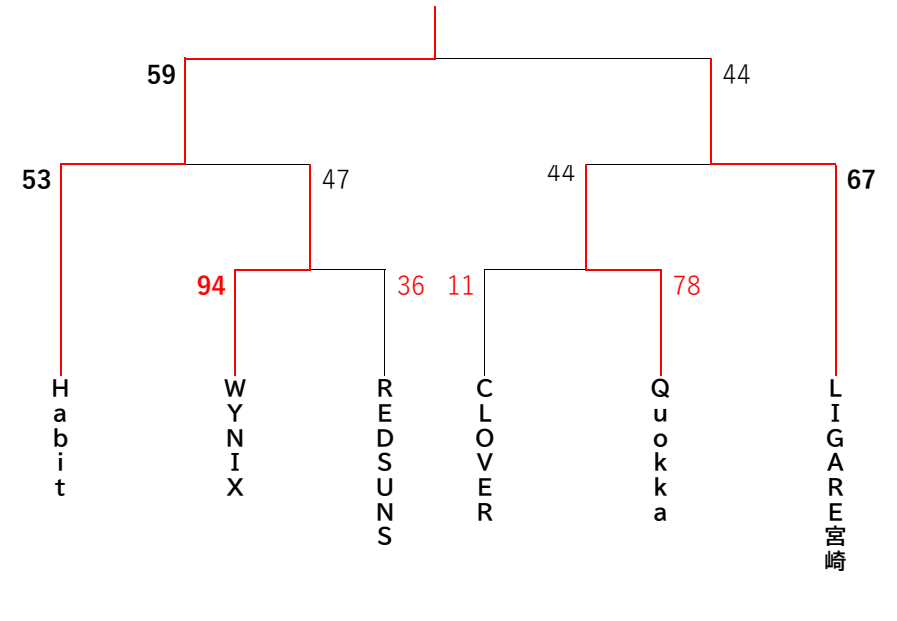 59
44
53
47
44
67
94
36
11
78
Habit
WYNIX
REDSUNS
CLOVER
Quokka
LIGARE宮崎